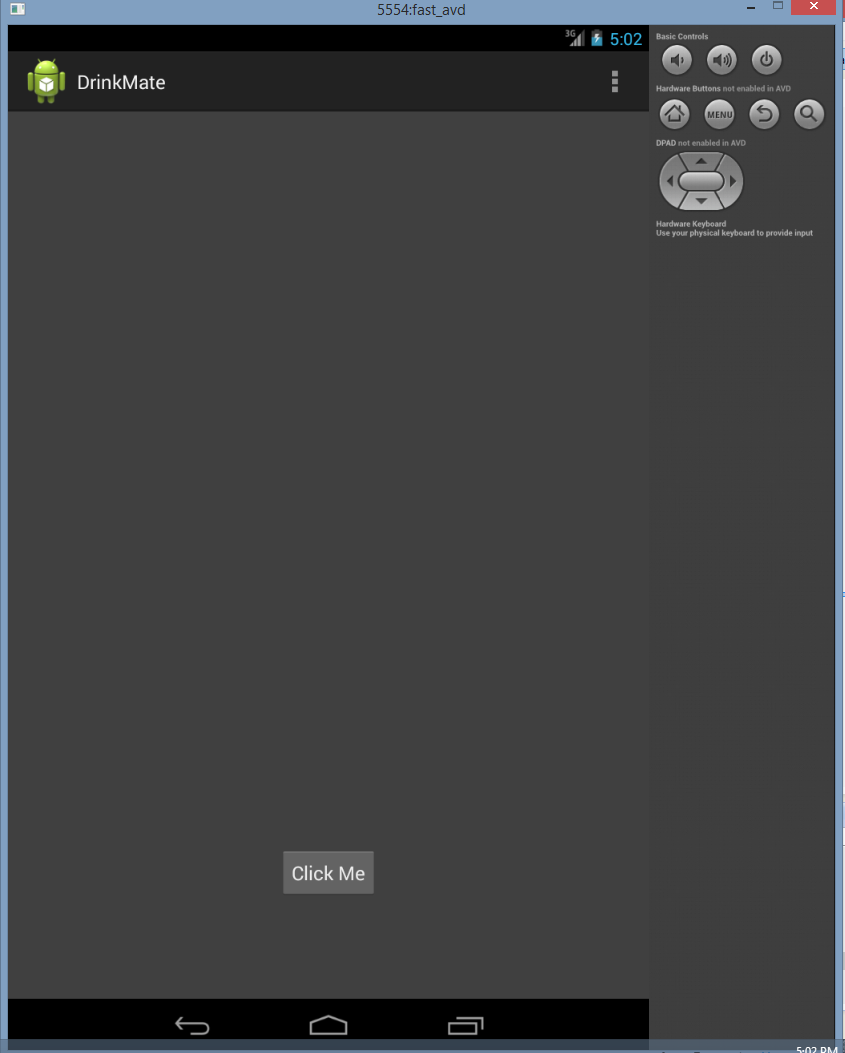 5554:fast_avd
3G 5:02
DrinkMate
Click Me
Basic Controls
Hardware Buttons not enabled in AVD
MENU
DPAD not enabled in AVD
Hardware Keyboard
Use your physical keyboard to provide input
5:02 PM